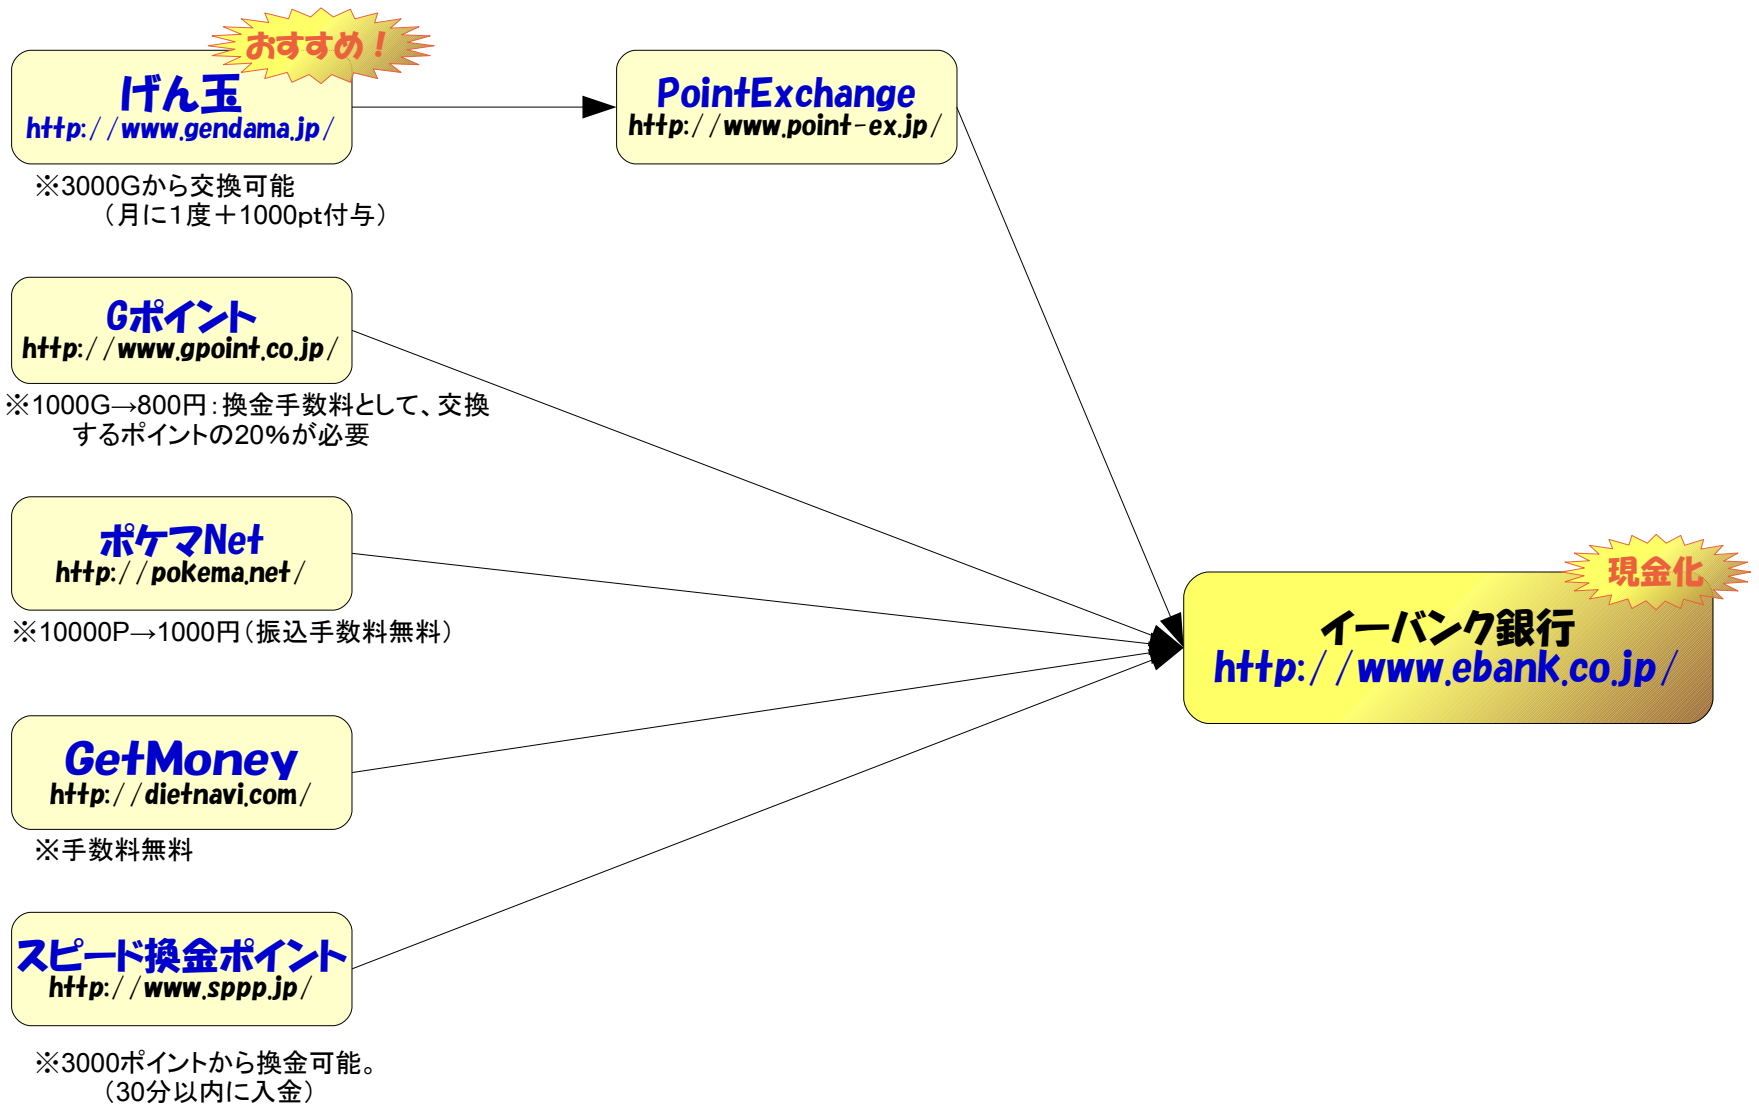 おすすめ！
げん玉
http://www.gendama.jp/
※3000Gから交換可能
（月に１度＋1000pt付与）
PointExchange
http://www.point-ex.jp/
Gポイント
http://www.gpoint.co.jp/
※1000G→800円：換金手数料として、交換
するポイントの20%が必要
ポケマNet
http://pokema.net/
※10000P→1000円（振込手数料無料）
GetMoney
http://dietnavi.com/
※手数料無料
スピード換金ポイント
http://www.sppp.jp/
※3000ポイントから換金可能。
（30分以内に入金）
現金化
イーバンク銀行
http://www.ebank.co.jp/